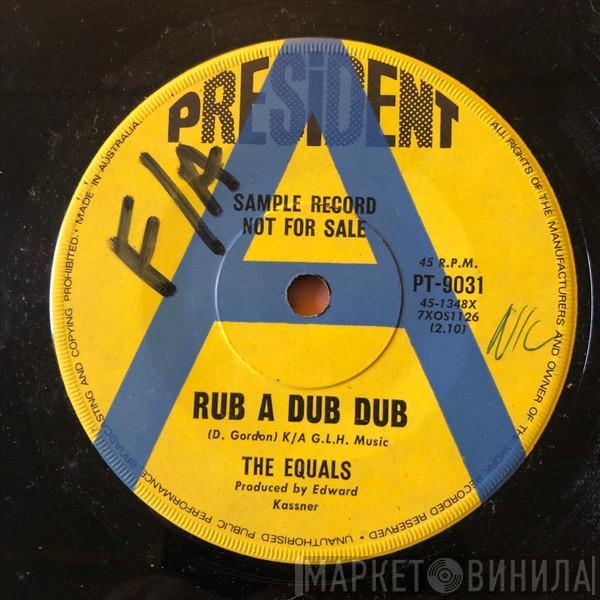 PRESIDENT
F/A
SAMPLE RECORD
NOT FOR SALE
45 R.P.M.
PT-9031
45-1348X
7XOS1126
(2.10)
N/C
RUB A DUB DUB
(D. Gordon) K/A G.L.H. Music
THE EQUALS
Produced by Edward
Kassner
ALL RIGHTS OF THE MANUFACTURERS AND OWNER OF THE WORK RECORDED RESERVED · UNAUTHORISED PUBLIC PERFORMANCE BROADCASTING AND COPYING PROHIBITED. · MADE IN AUSTRALIA.
МАРКЕТ ВИНИЛА